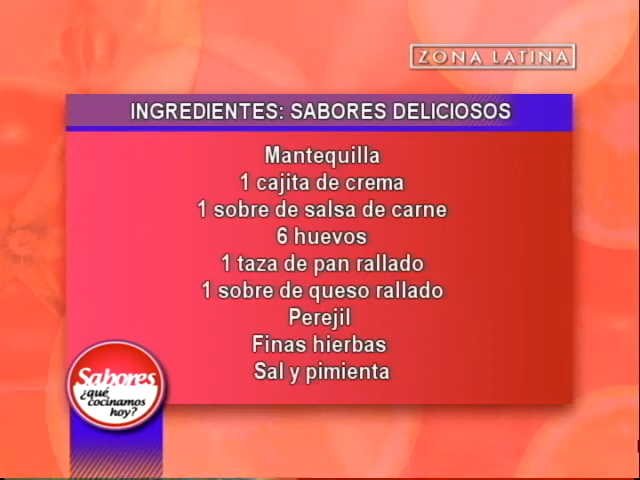 ZONA LATINA
INGREDIENTES: SABORES DELICIOSOS
Mantequilla
1 cajita de crema
1 sobre de salsa de carne
6 huevos
1 taza de pan rallado
1 sobre de queso rallado
Perejil
Finas hierbas
Sal y pimienta
Sabores
¿qué
cocinamos
hoy?